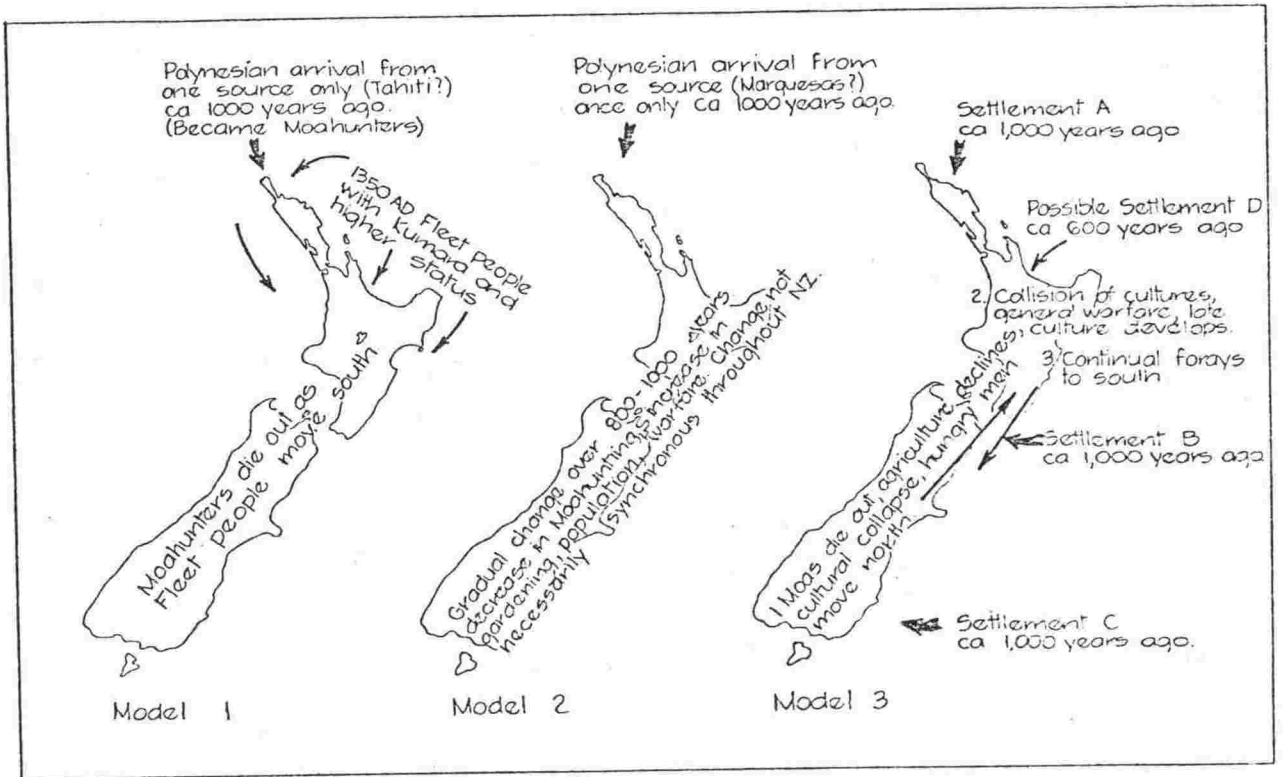 Polynesian arrival from
one source only (Tahiti?)
ca 1000 years ago.
(Became Moahunters)
1350 AD Fleet people
with Kumara and
higher
status
Moahunters die out as
Fleet people move south
Model 1
Polynesian arrival from
one source (Marquesas?)
once only ca 1000 years ago.
Gradual change over 800-1000 years
decrease in Moahunting, increase in
gardening, population, warfare. Change not
necessarily synchronous throughout NZ.
Model 2
Settlement A
ca 1,000 years ago
Possible Settlement D
ca 600 years ago
2. Collision of cultures,
general warfare, late
culture develops.
3. Continual forays
to south
Settlement B
ca 1,000 years ago
1 Moas die out, agriculture declines,
cultural collapse, hungry men
move north.
Settlement C
ca 1,000 years ago.
Model 3